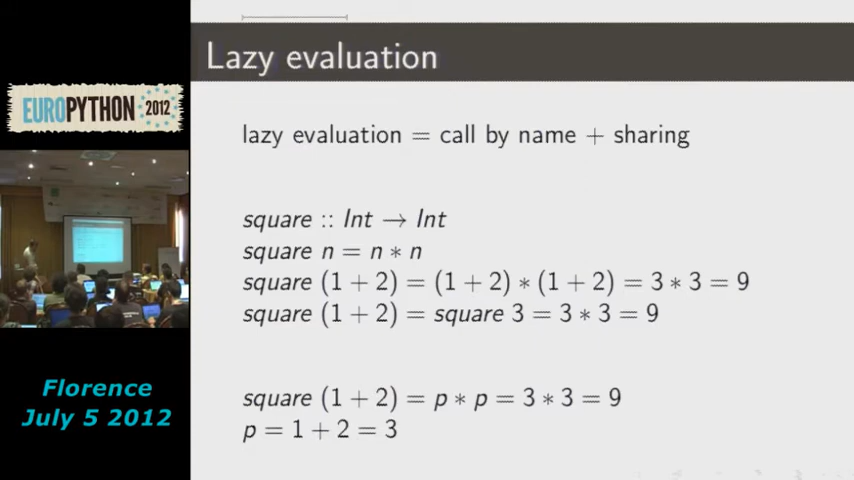 Lazy evaluation
EUROPYTHON 2012
lazy evaluation = call by name + sharing
square :: Int → Int
square n = n ∗ n
square (1 + 2) = (1 + 2) ∗ (1 + 2) = 3 ∗ 3 = 9
square (1 + 2) = square 3 = 3 ∗ 3 = 9
square (1 + 2) = p ∗ p = 3 ∗ 3 = 9
p = 1 + 2 = 3
Florence
July 5 2012